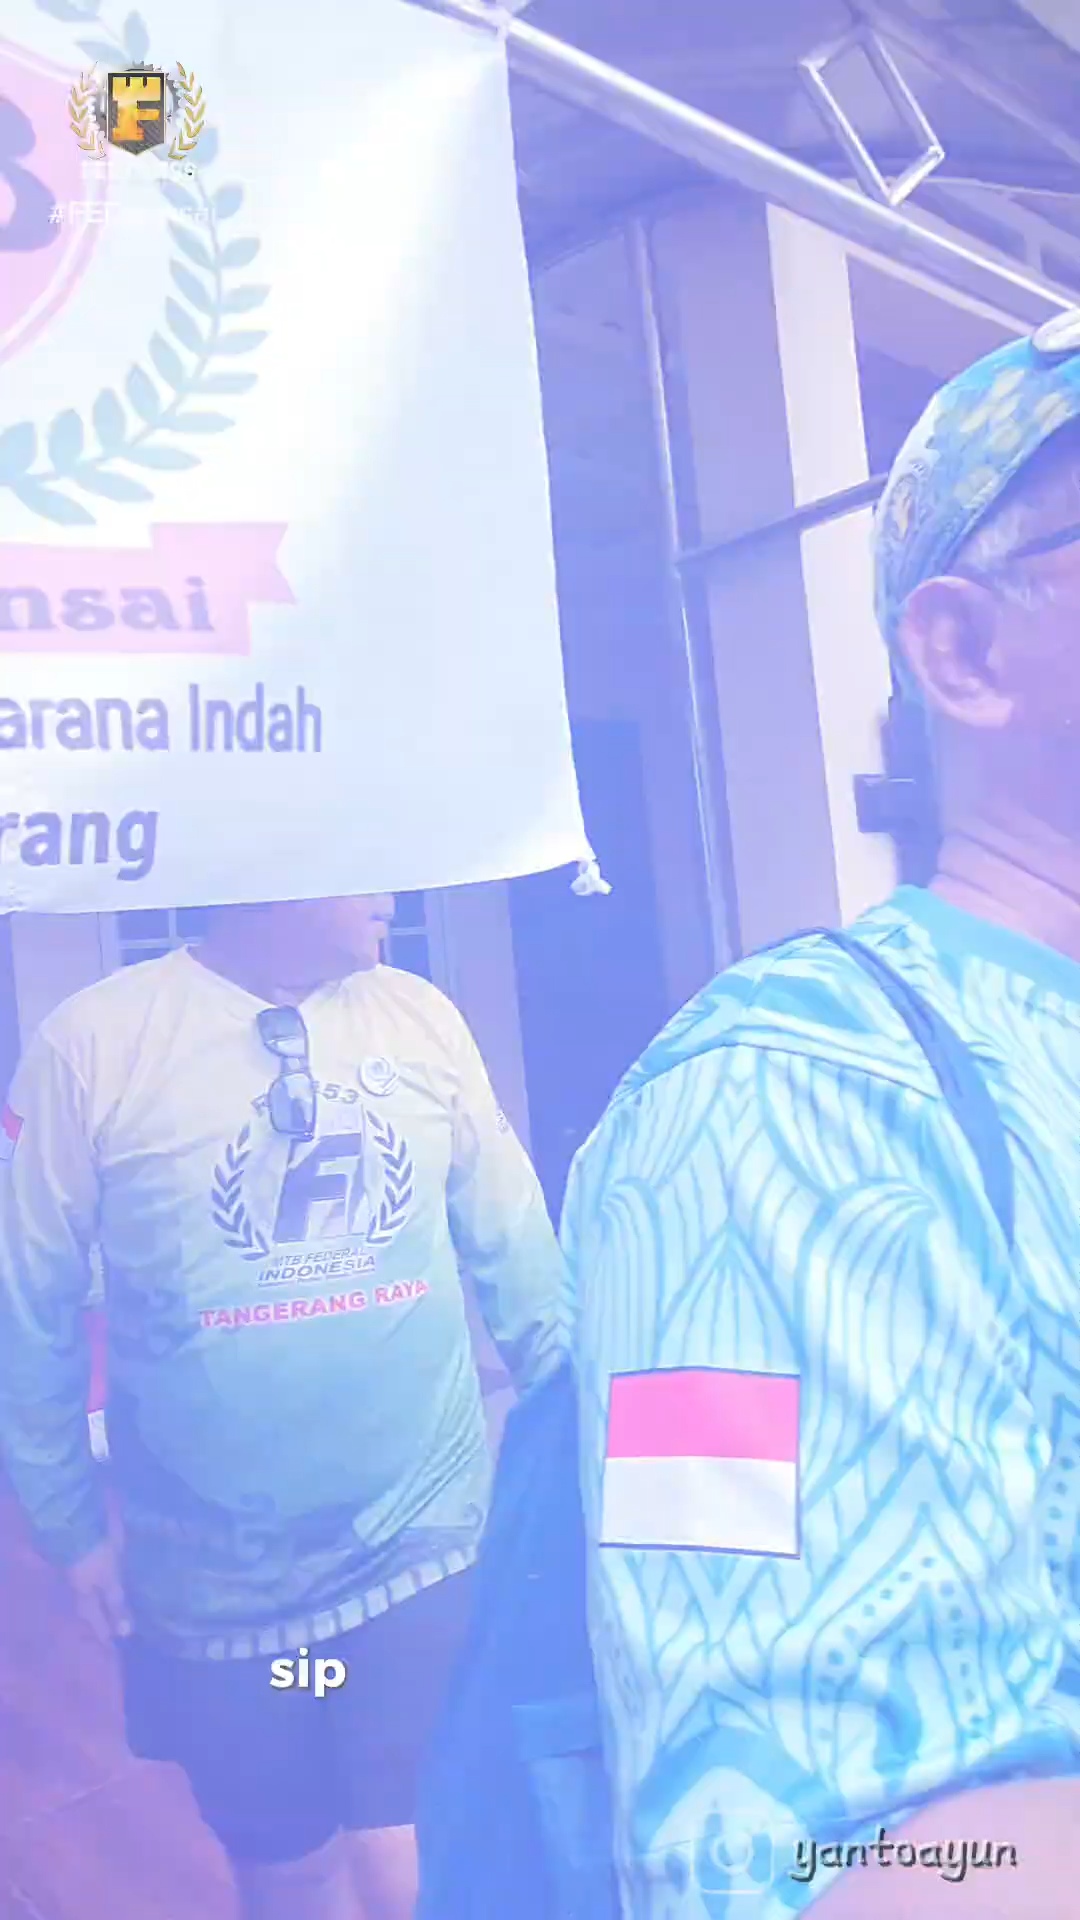 F
nsai
arana Indah
rang
53
MTB FEDERAL
INDONESIA
TANGERANG RAYA
sip
yantoayun